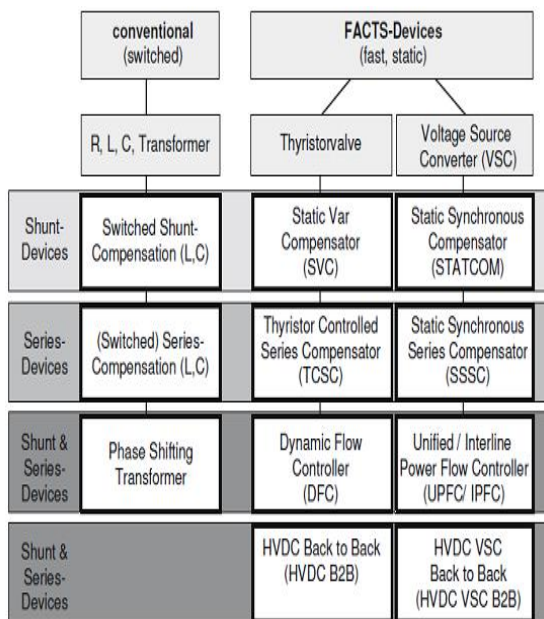 conventional
(switched)
FACTS-Devices
(fast, static)
R, L, C, Transformer
Thyristorvalve
Voltage Source
Converter (VSC)
Shunt-
Devices
Switched Shunt-
Compensation (L,C)
Static Var
Compensator
(SVC)
Static Synchronous
Compensator
(STATCOM)
Series-
Devices
(Switched) Series-
Compensation (L,C)
Thyristor Controlled
Series Compensator
(TCSC)
Static Synchronous
Series Compensator
(SSSC)
Shunt &
Series-
Devices
Phase Shifting
Transformer
Dynamic Flow
Controller
(DFC)
Unified / Interline
Power Flow Controller
(UPFC/ IPFC)
Shunt &
Series-
Devices
HVDC Back to Back
(HVDC B2B)
HVDC VSC
Back to Back
(HVDC VSC B2B)